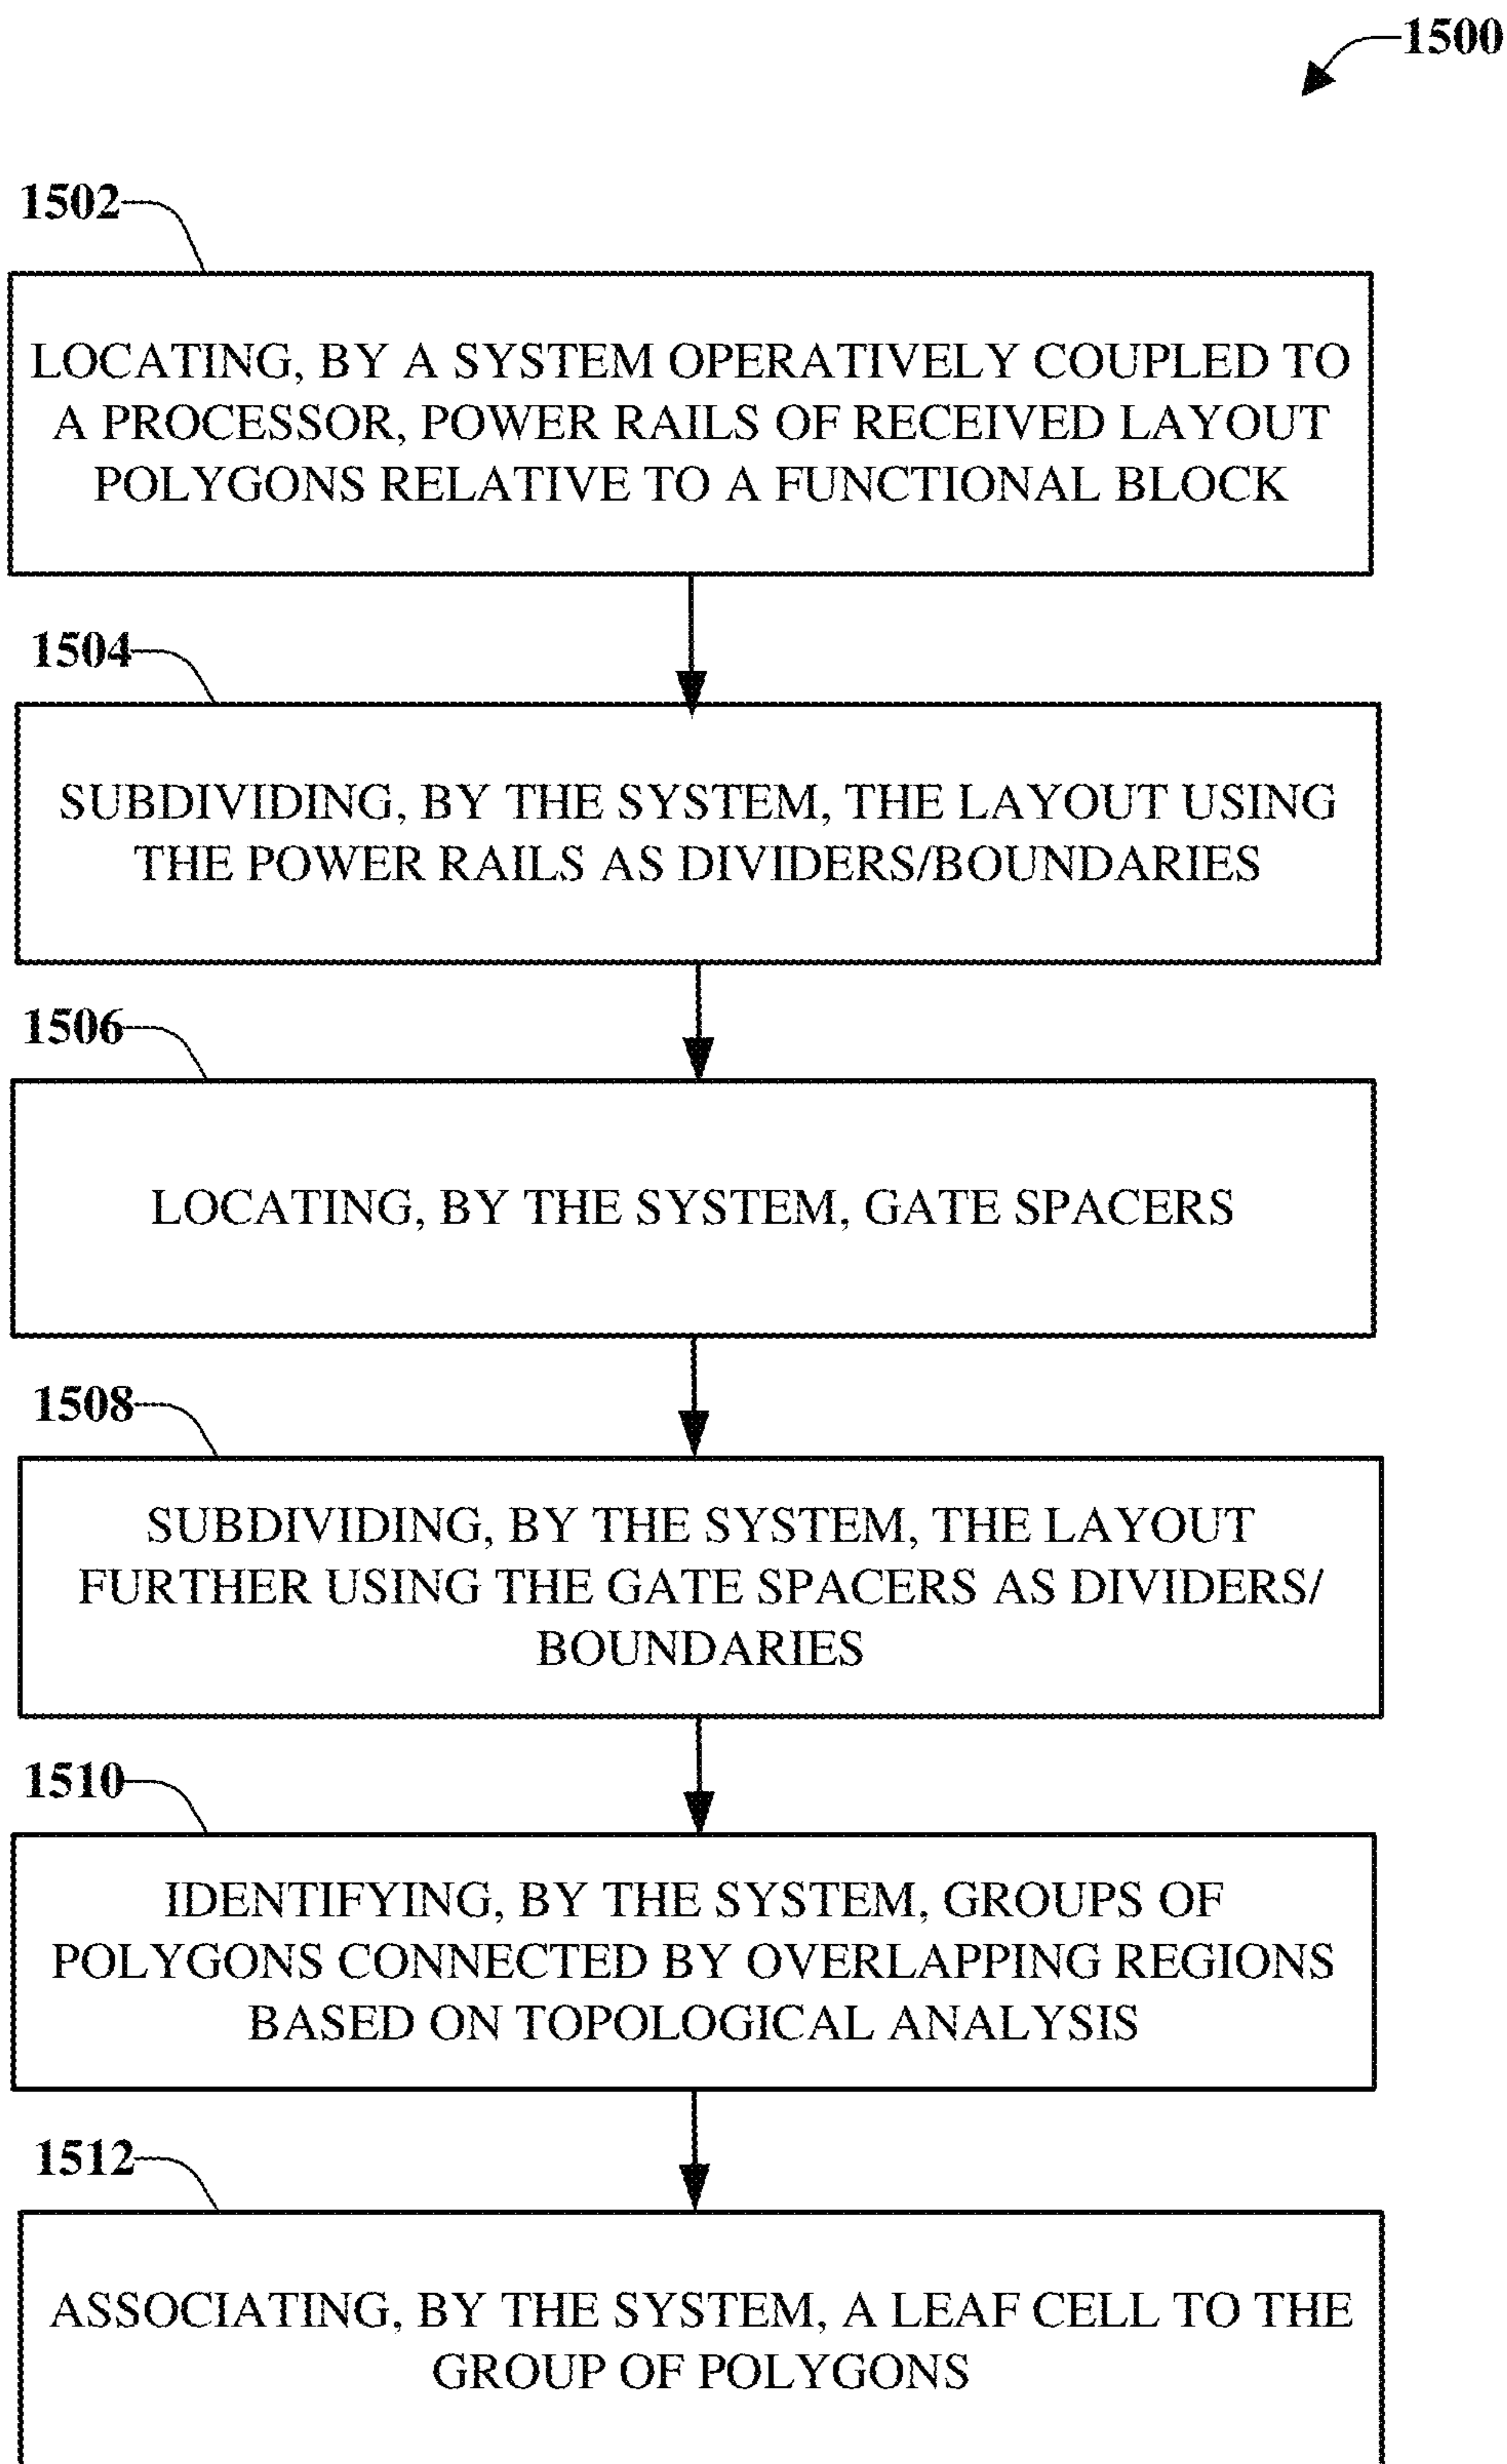 1500
1502
LOCATING, BY A SYSTEM OPERATIVELY COUPLED TO
A PROCESSOR, POWER RAILS OF RECEIVED LAYOUT
POLYGONS RELATIVE TO A FUNCTIONAL BLOCK
1504
SUBDIVIDING, BY THE SYSTEM, THE LAYOUT USING
THE POWER RAILS AS DIVIDERS/BOUNDARIES
1506
LOCATING, BY THE SYSTEM, GATE SPACERS
1508
SUBDIVIDING, BY THE SYSTEM, THE LAYOUT
FURTHER USING THE GATE SPACERS AS DIVIDERS/
BOUNDARIES
1510
IDENTIFYING, BY THE SYSTEM, GROUPS OF
POLYGONS CONNECTED BY OVERLAPPING REGIONS
BASED ON TOPOLOGICAL ANALYSIS
1512
ASSOCIATING, BY THE SYSTEM, A LEAF CELL TO THE
GROUP OF POLYGONS